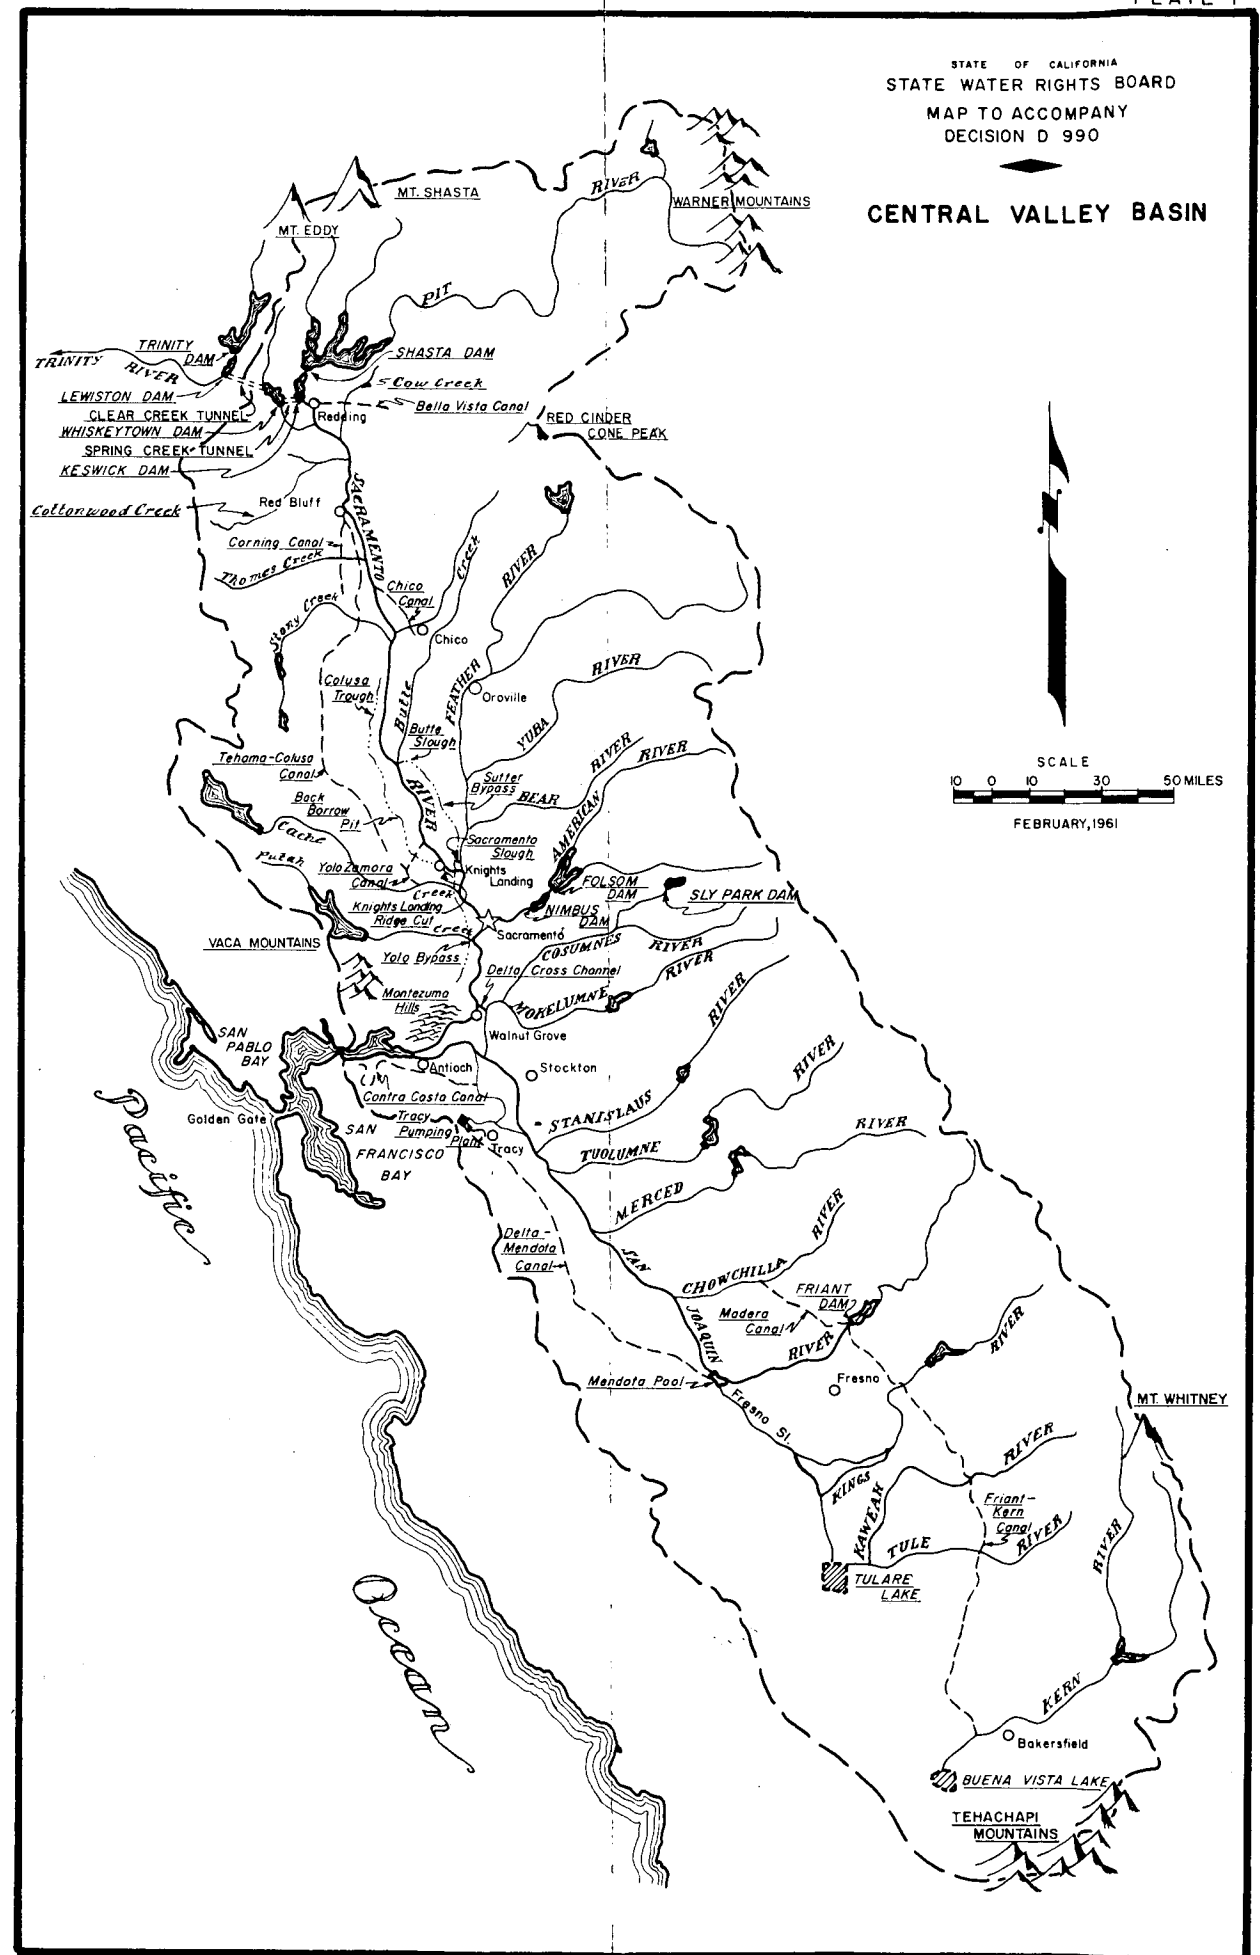 PLATE 1
STATE OF CALIFORNIA
STATE WATER RIGHTS BOARD
MAP TO ACCOMPANY
DECISION D 990
CENTRAL VALLEY BASIN
MT. SHASTA
MT. EDDY
WARNER MOUNTAINS
RIVER
PIT
TRINITY
DAM
TRINITY
RIVER
SHASTA DAM
LEWISTON DAM
Cow Creek
CLEAR CREEK TUNNEL
Redding
Bella Vista Canal
WHISKEYTOWN DAM
SPRING CREEK TUNNEL
KESWICK DAM
RED CINDER
CONE PEAK
Cottonwood Creek
Red Bluff
SACRAMENTO
Corning Canal
Thomes Creek
Chico
Canal
Creek
RIVER
Stony Creek
Chico
Colusa
Trough
Butte
FEATHER
Oroville
RIVER
YUBA
Butte
Slough
RIVER
RIVER
Tehama-Colusa
Canal
Sutter
Bypass
BEAR
Back
Borrow
Pit
RIVER
AMERICAN
Cache
Sacramento
Slough
Putah
Yolo Zamora
Canal
Knights
Landing
Creek
FOLSOM
DAM
SLY PARK DAM
Knights Landing
Ridge Cut
NIMBUS
DAM
Creek
Sacramento
VACA MOUNTAINS
Yolo Bypass
COSUMNES
RIVER
Delta Cross Channel
RIVER
Montezuma
Hills
MOKELUMNE
RIVER
Walnut Grove
SAN
PABLO
BAY
Antioch
Stockton
RIVER
Contra Costa Canal
Golden Gate
SAN
FRANCISCO
BAY
Tracy
Pumping
Plant
Tracy
STANISLAUS
TUOLUMNE
RIVER
MERCED
RIVER
Pacific
Delta-
Mendota
Canal
SAN
CHOWCHILLA
FRIANT
DAM
Madera
Canal
JOAQUIN
RIVER
RIVER
Mendota Pool
Fresno
Fresno Sl.
MT. WHITNEY
RIVER
KINGS
KAWEAH
Friant-
Kern
Canal
TULE
RIVER
RIVER
TULARE
LAKE
Ocean
KERN
Bakersfield
BUENA VISTA LAKE
TEHACHAPI
MOUNTAINS
SCALE
10 0 10 30 50 MILES
FEBRUARY, 1961